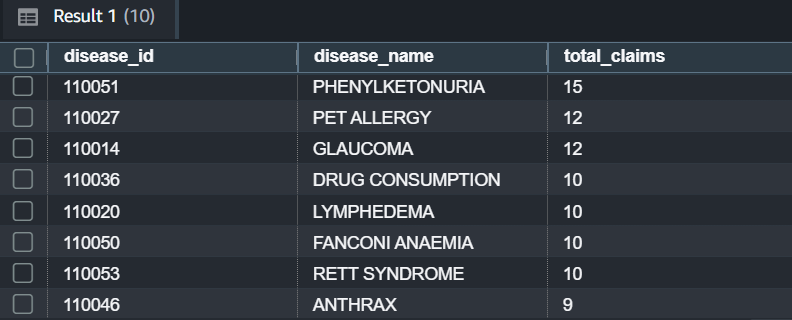 Result 1 (10)
disease_id disease_name total_claims
110051 PHENYLKETONURIA 15
110027 PET ALLERGY 12
110014 GLAUCOMA 12
110036 DRUG CONSUMPTION 10
110020 LYMPHEDEMA 10
110050 FANCONI ANAEMIA 10
110053 RETT SYNDROME 10
110046 ANTHRAX 9